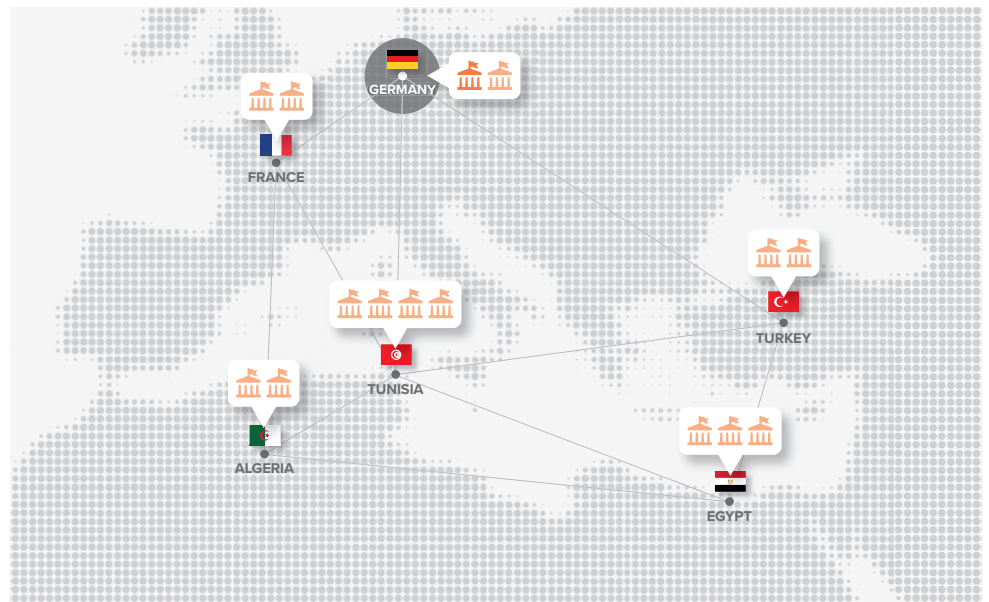 GERMANY
FRANCE
TURKEY
TUNISIA
ALGERIA
EGYPT